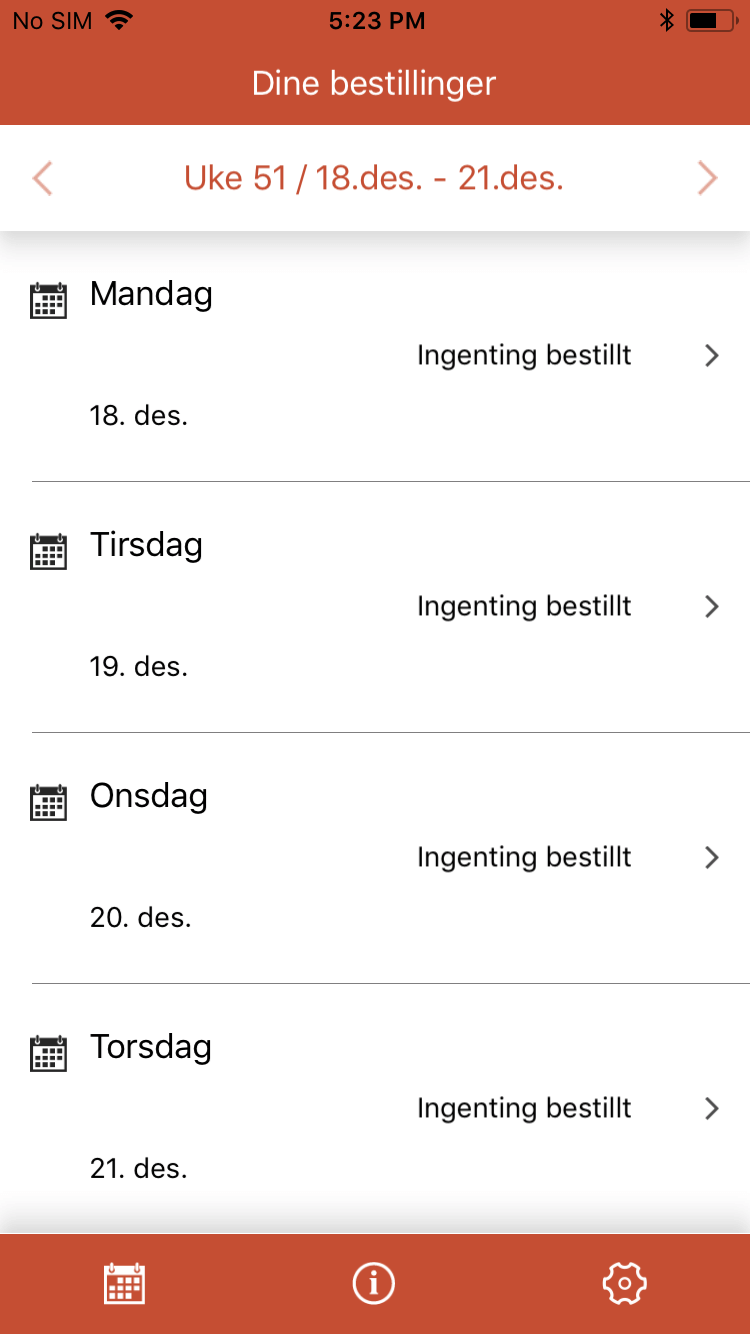 No SIM 5:23 PM
Dine bestillinger
Uke 51 / 18.des. - 21.des.
Mandag
Ingenting bestillt
18. des.
Tirsdag
Ingenting bestillt
19. des.
Onsdag
Ingenting bestillt
20. des.
Torsdag
Ingenting bestillt
21. des.